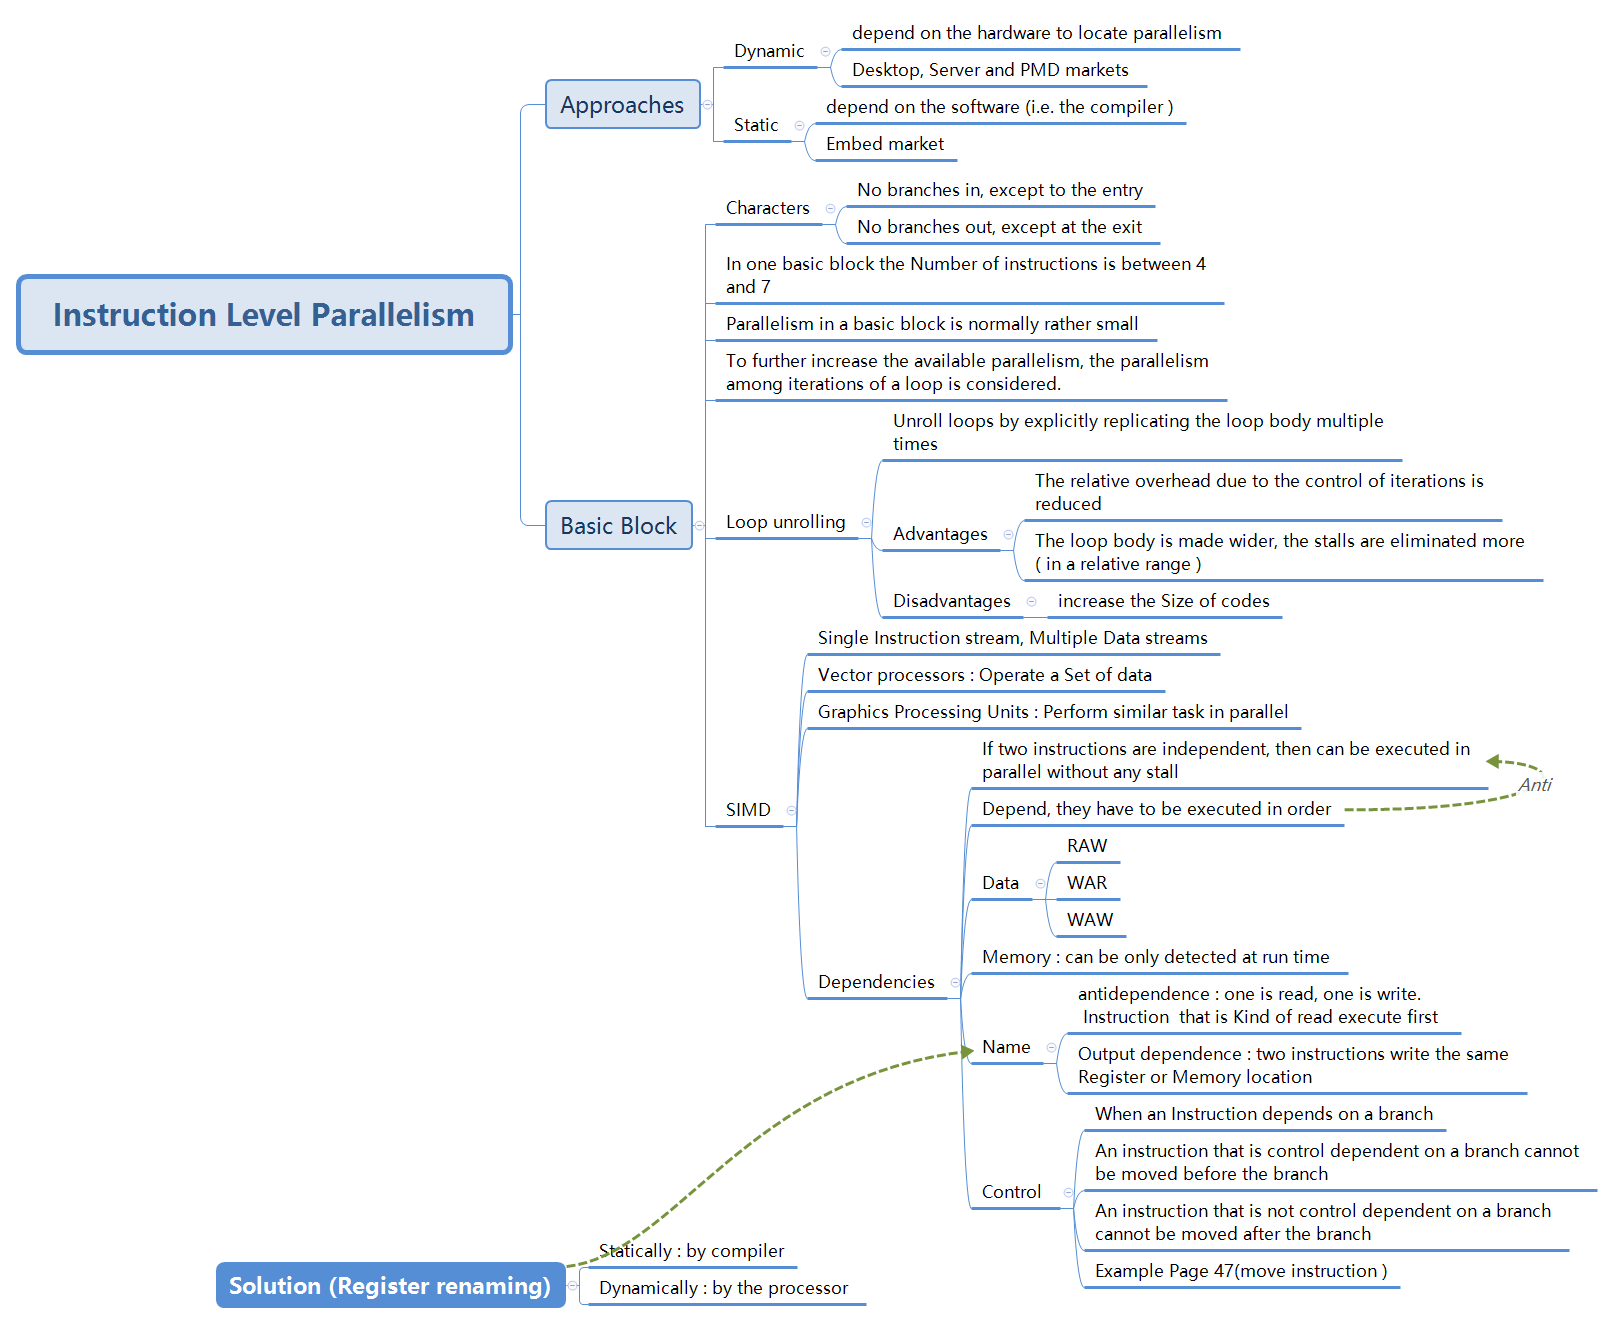 Instruction Level Parallelism
Approaches
Dynamic
depend on the hardware to locate parallelism
Desktop, Server and PMD markets
Static
depend on the software (i.e. the compiler )
Embed market
Basic Block
Characters
No branches in, except to the entry
No branches out, except at the exit
In one basic block the Number of instructions is between 4
and 7
Parallelism in a basic block is normally rather small
To further increase the available parallelism, the parallelism
among iterations of a loop is considered.
Loop unrolling
Unroll loops by explicitly replicating the loop body multiple
times
Advantages
The relative overhead due to the control of iterations is
reduced
The loop body is made wider, the stalls are eliminated more
( in a relative range )
Disadvantages
increase the Size of codes
SIMD
Single Instruction stream, Multiple Data streams
Vector processors : Operate a Set of data
Graphics Processing Units : Perform similar task in parallel
Dependencies
If two instructions are independent, then can be executed in
parallel without any stall
Anti
Depend, they have to be executed in order
Data
RAW
WAR
WAW
Memory : can be only detected at run time
Name
antidependence : one is read, one is write.
Instruction  that is Kind of read execute first
Output dependence : two instructions write the same
Register or Memory location
Control
When an Instruction depends on a branch
An instruction that is control dependent on a branch cannot
be moved before the branch
An instruction that is not control dependent on a branch
cannot be moved after the branch
Example Page 47(move instruction )
Solution (Register renaming)
Statically : by compiler
Dynamically : by the processor